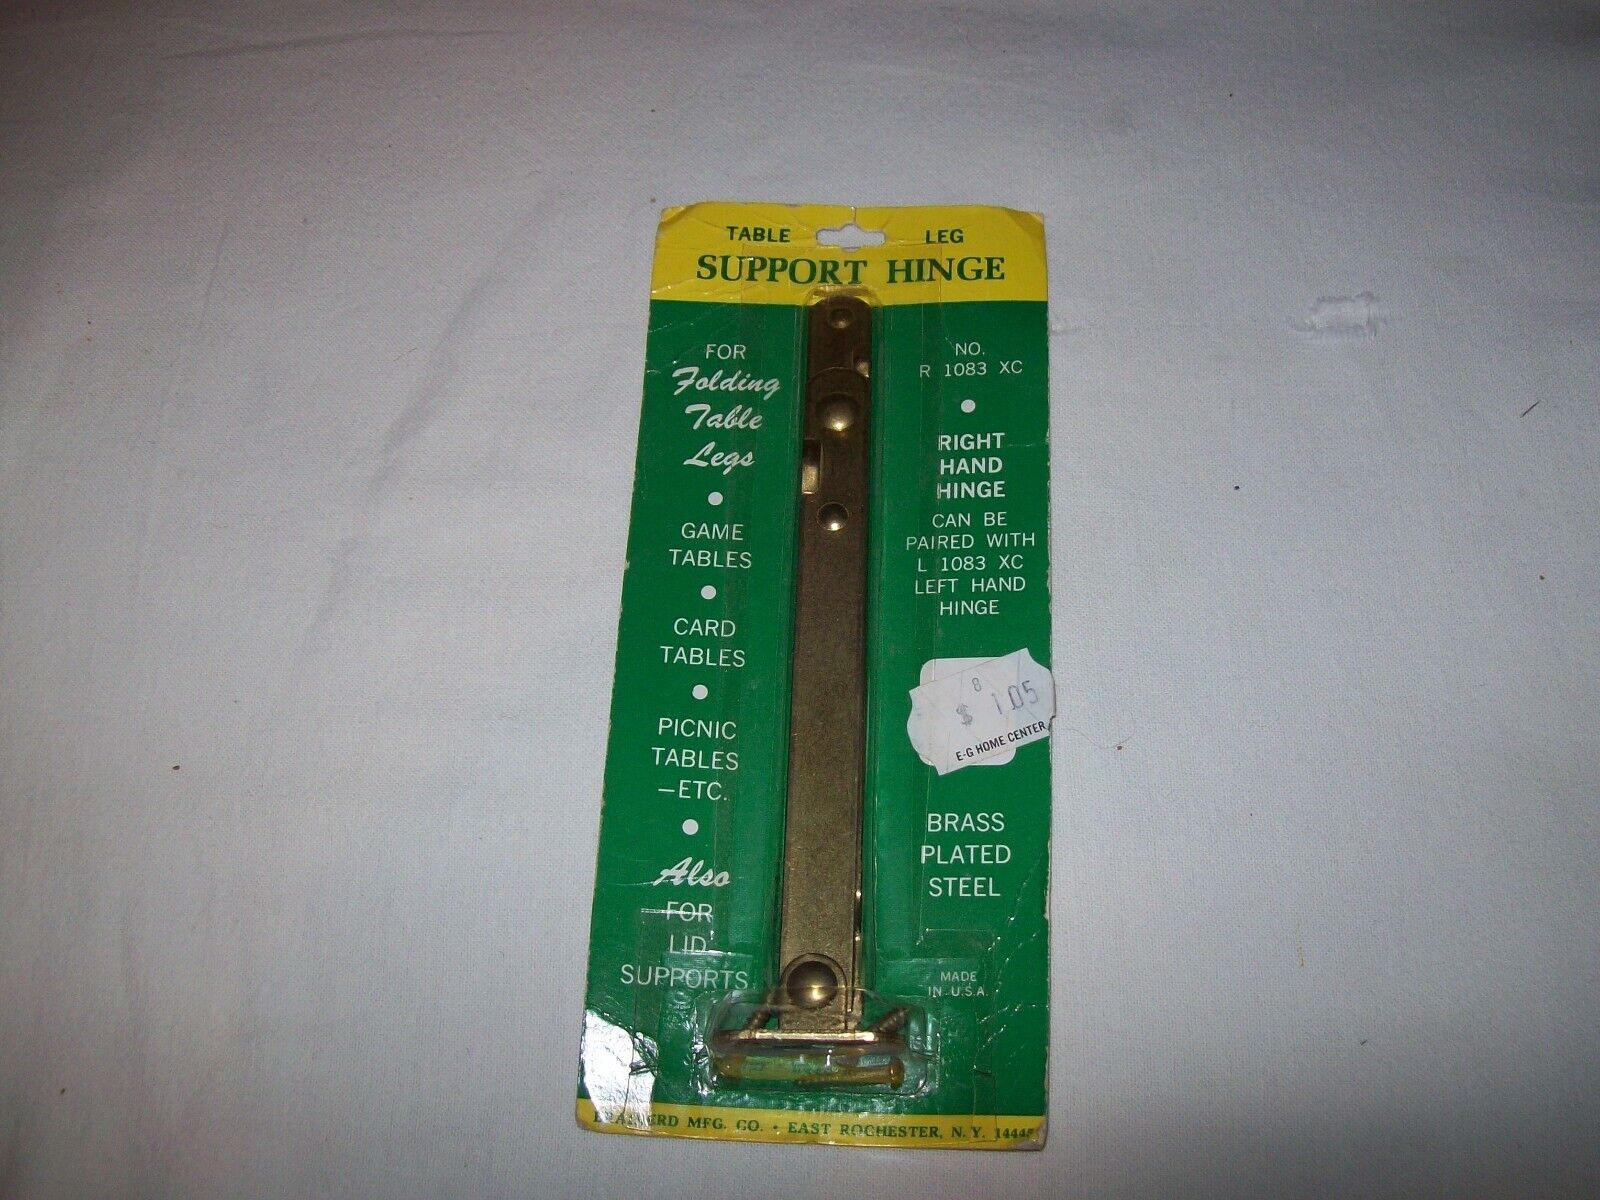 TABLE LEG
SUPPORT HINGE
FOR
Folding
Table
Legs
GAME
TABLES
CARD
TABLES
PICNIC
TABLES
—ETC.
Also
FOR
LID
SUPPORTS
NO.
R 1083 XC
RIGHT
HAND
HINGE
CAN BE
PAIRED WITH
L 1083 XC
LEFT HAND
HINGE
8
$ 1.05
E-G HOME CENTER
BRASS
PLATED
STEEL
MADE
IN U.S.A.
MFG. CO. • EAST ROCHESTER, N. Y. 14445